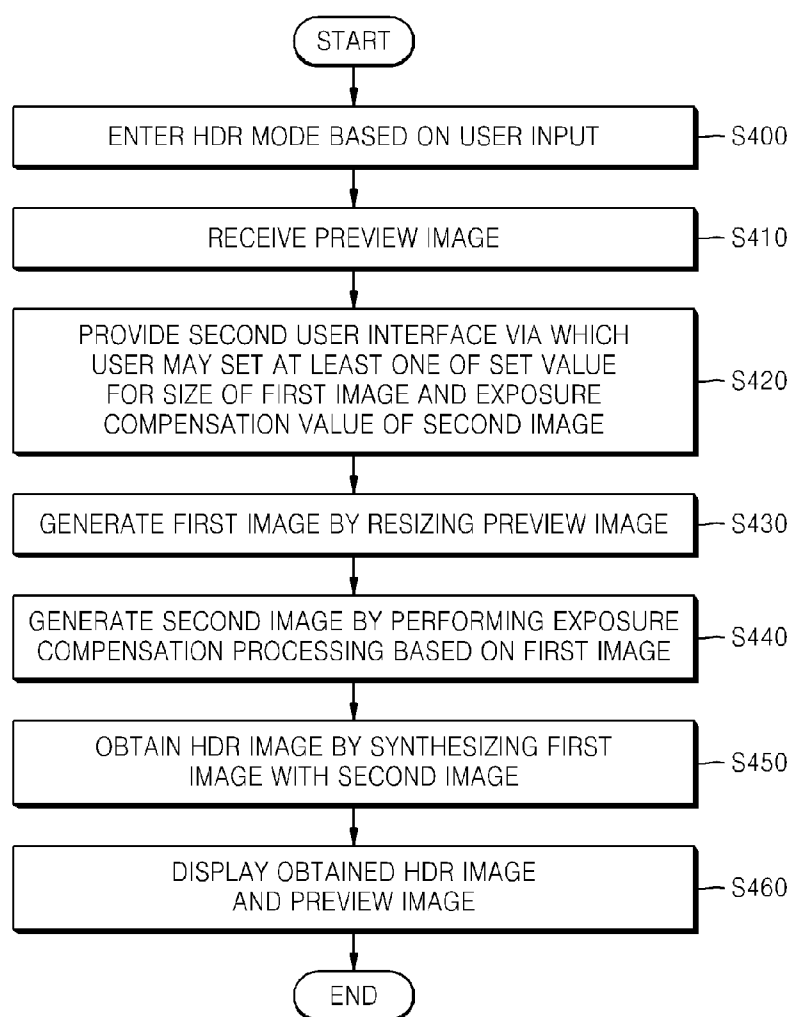 START
ENTER HDR MODE BASED ON USER INPUT
S400
RECEIVE PREVIEW IMAGE
S410
PROVIDE SECOND USER INTERFACE VIA WHICH
USER MAY SET AT LEAST ONE OF SET VALUE
FOR SIZE OF FIRST IMAGE AND EXPOSURE
COMPENSATION VALUE OF SECOND IMAGE
S420
GENERATE FIRST IMAGE BY RESIZING PREVIEW IMAGE
S430
GENERATE SECOND IMAGE BY PERFORMING EXPOSURE
COMPENSATION PROCESSING BASED ON FIRST IMAGE
S440
OBTAIN HDR IMAGE BY SYNTHESIZING FIRST
IMAGE WITH SECOND IMAGE
S450
DISPLAY OBTAINED HDR IMAGE
AND PREVIEW IMAGE
S460
END